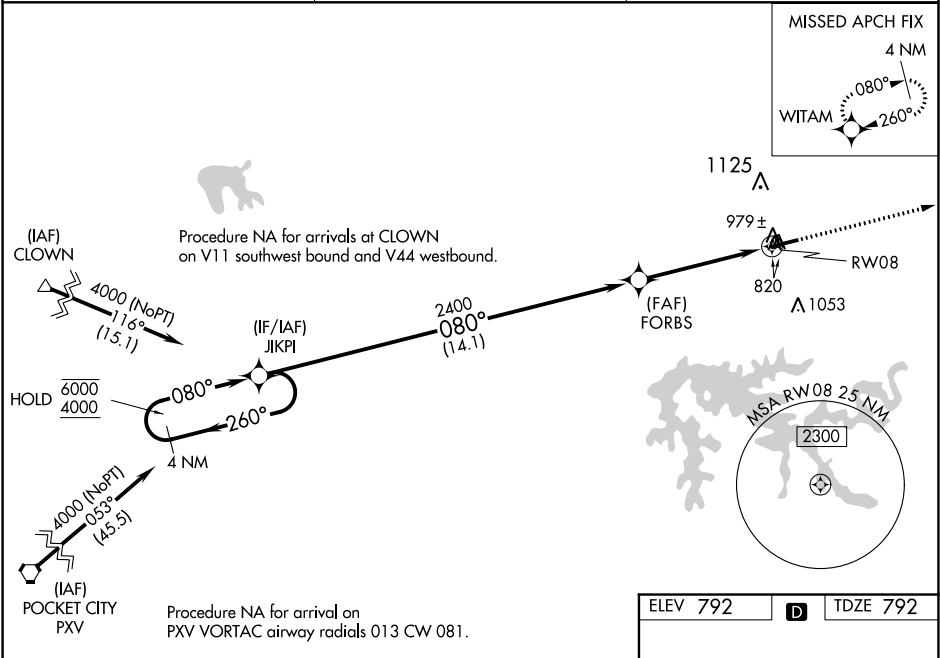 MISSED APCH FIX
4 NM
080°
260°
WITAM
1125
979 ±
RW08
820
1053
(FAF)
FORBS
Procedure NA for arrivals at CLOWN
on V11 southwest bound and V44 westbound.
(IAF)
CLOWN
4000 (NoPT)
116°
(15.1)
(IF/IAF)
JIKPI
2400
080°
(14.1)
HOLD 6000
4000
080°
260°
4 NM
4000 (NoPT)
053°
(45.5)
(IAF)
POCKET CITY
PXV
Procedure NA for arrival on
PXV VORTAC airway radials 013 CW 081.
MSA RW08 25 NM
2300
ELEV 792 D TDZE 792